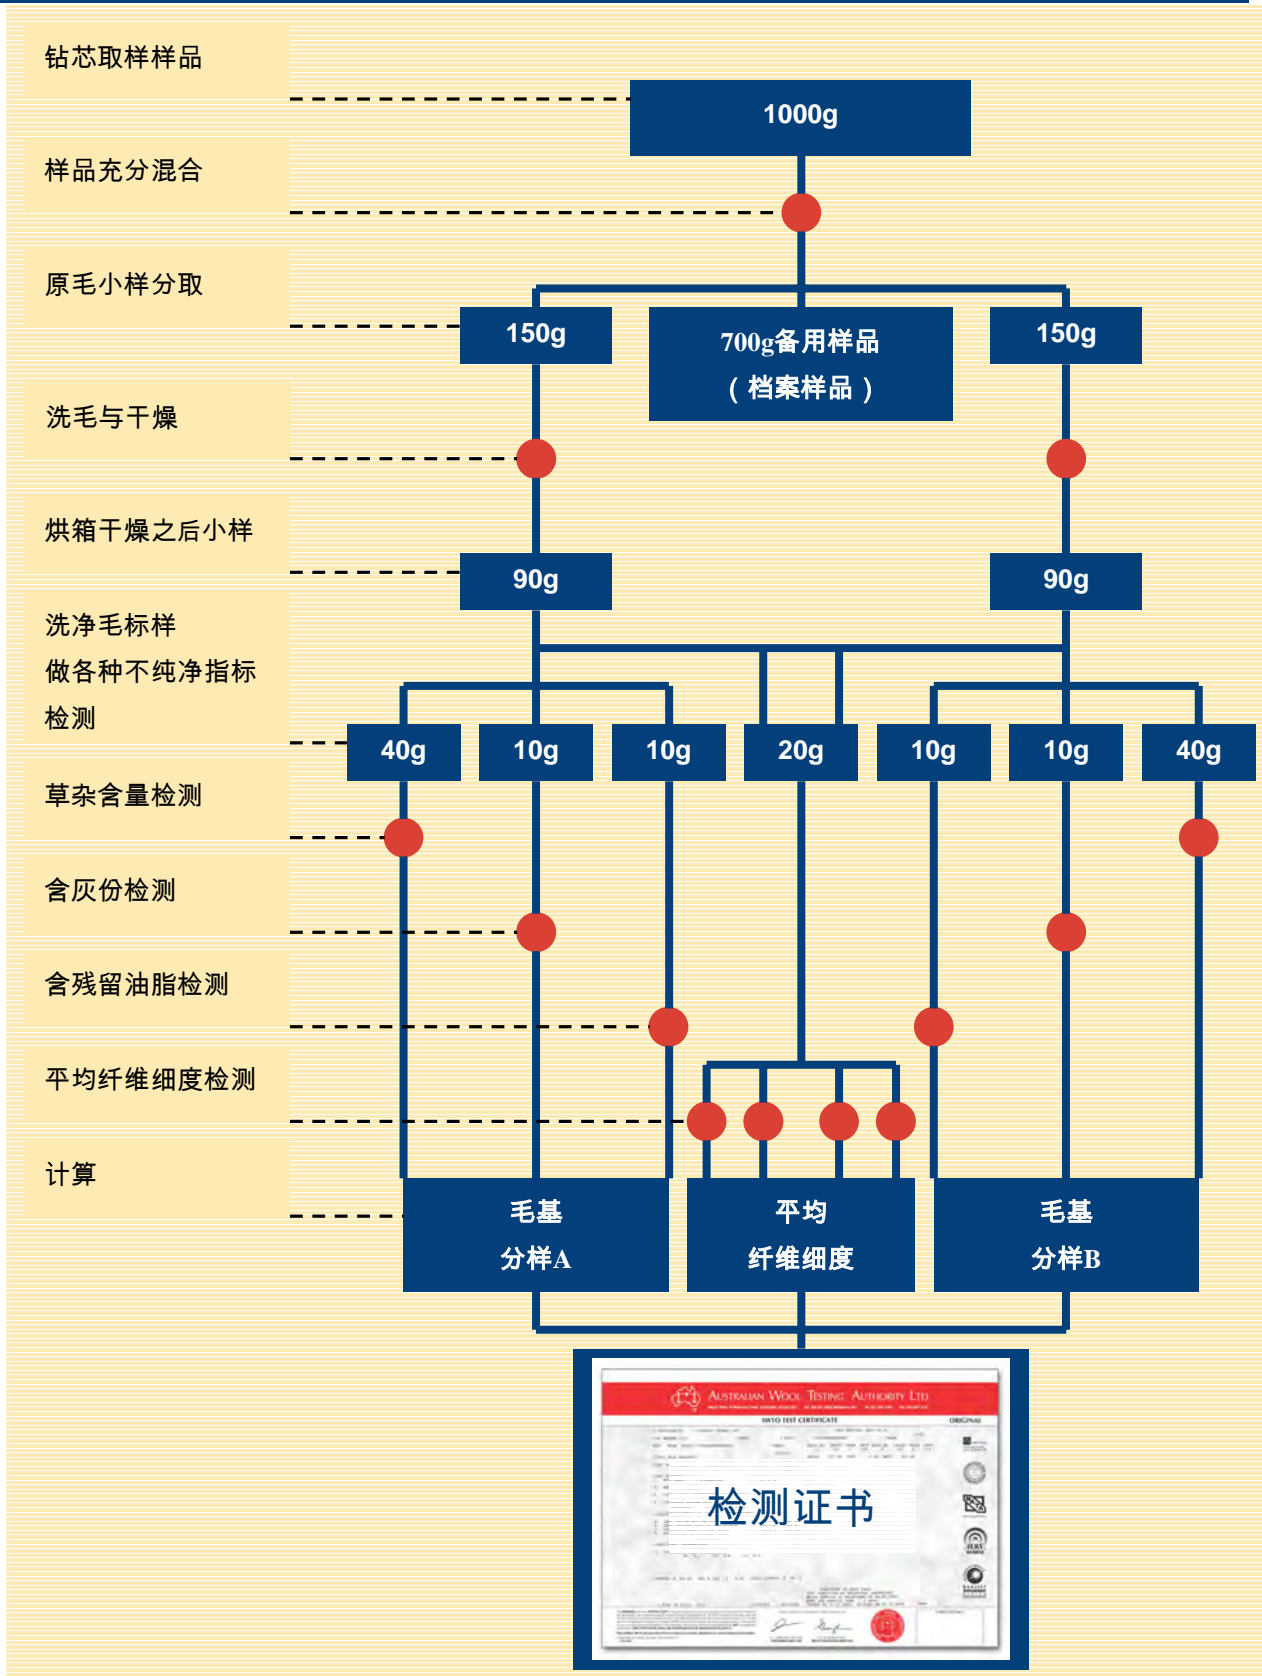 钻芯取样样品
1000g
样品充分混合
原毛小样分取
150g
700g备用样品
（档案样品）
150g
洗毛与干燥
烘箱干燥之后小样
90g
90g
洗净毛标样
做各种不纯净指标
检测
40g
10g
10g
20g
10g
10g
40g
草杂含量检测
含灰份检测
含残留油脂检测
平均纤维细度检测
计算
毛基
分样A
平均
纤维细度
毛基
分样B
AUSTRALIAN WOOL TESTING AUTHORITY LTD
IWTO TEST CERTIFICATE
ORIGINAL
检测证书